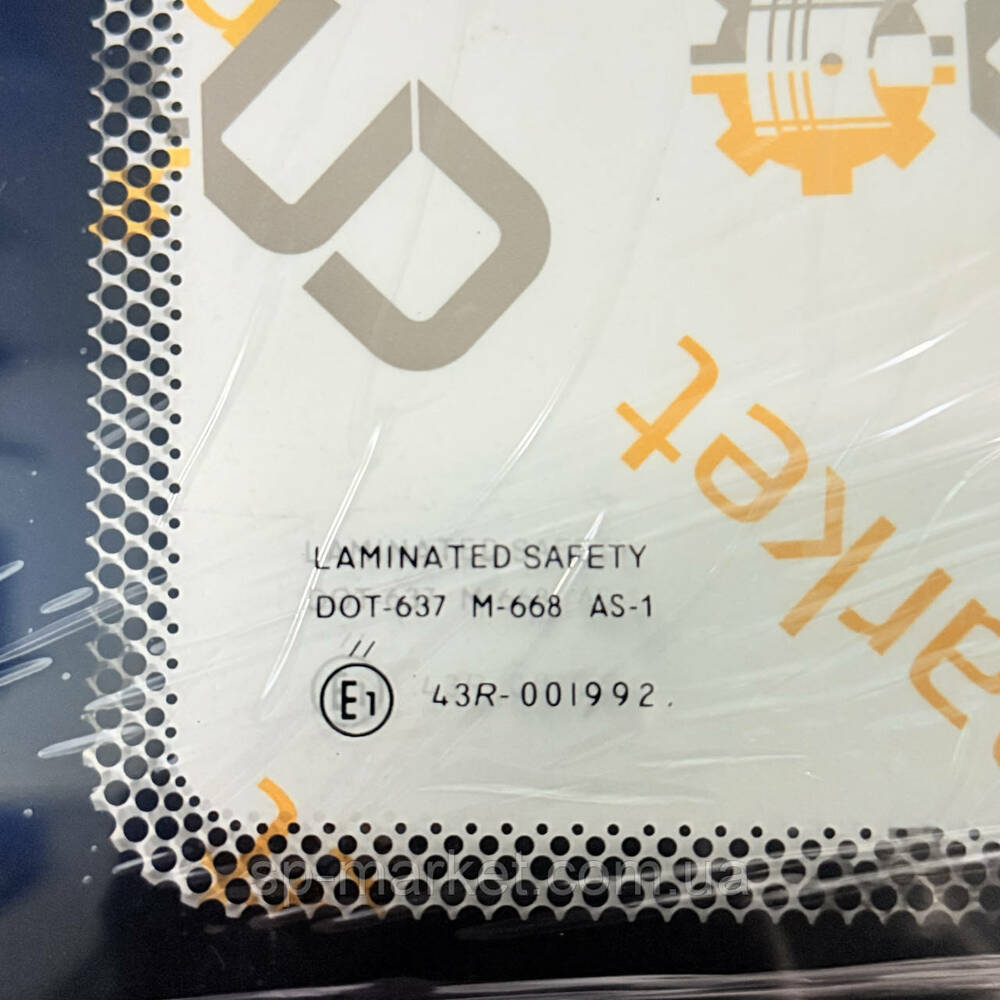 LAMINATED SAFETY
DOT-637 M-668 AS-1
//
E1 43R-001992.
sp-market.com.ua